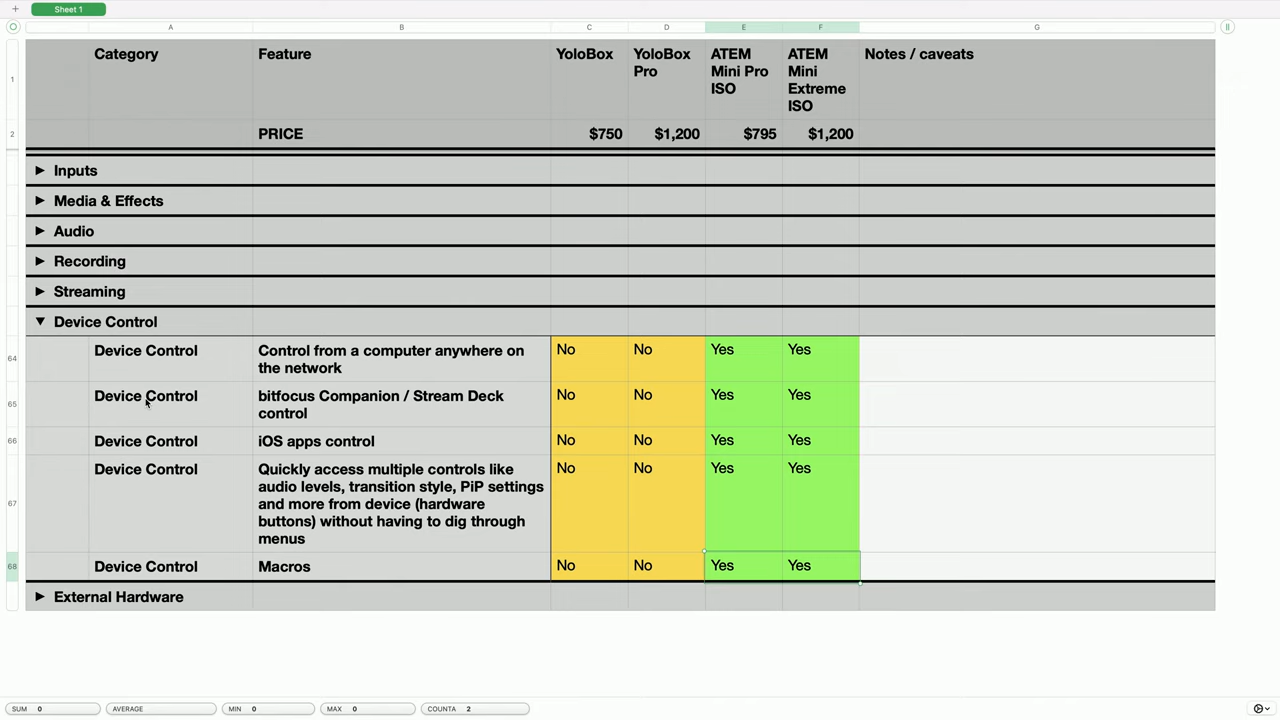 Sheet 1
A B C D E F G
Category Feature YoloBox YoloBox Pro ATEM Mini Pro ISO ATEM Mini Extreme ISO Notes / caveats
1
2 PRICE $750 $1,200 $795 $1,200
Inputs
Media & Effects
Audio
Recording
Streaming
Device Control
64 Device Control Control from a computer anywhere on the network No No Yes Yes
65 Device Control bitfocus Companion / Stream Deck control No No Yes Yes
66 Device Control iOS apps control No No Yes Yes
67 Device Control Quickly access multiple controls like audio levels, transition style, PiP settings and more from device (hardware buttons) without having to dig through menus No No Yes Yes
68 Device Control Macros No No Yes Yes
External Hardware
SUM 0 AVERAGE MIN 0 MAX 0 COUNTA 2